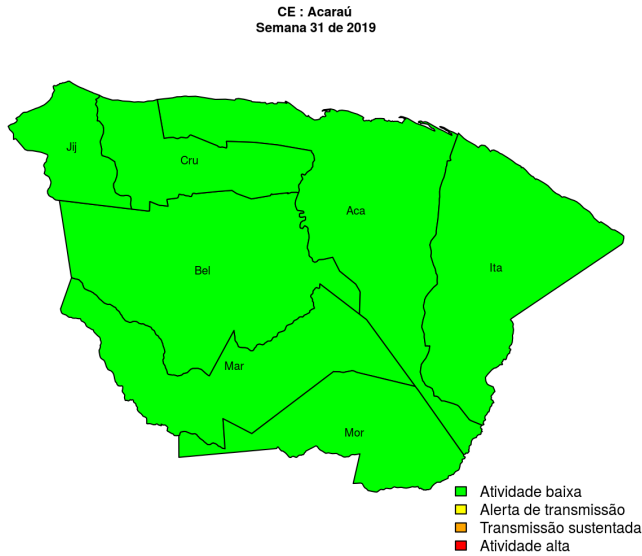 CE : Acaraú
Semana 31 de 2019
Jij
Cru
Aca
Bel
Ita
Mar
Mor
Atividade baixa
Alerta de transmissão
Transmissão sustentada
Atividade alta